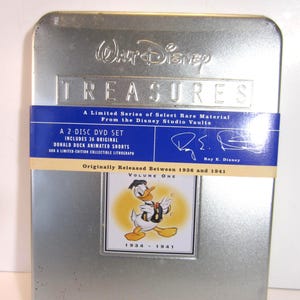 Walt Disney
TREASURES
A Limited Series of Select Rare Material
From the Disney Studio Vaults
A 2 DISC DVD SET
INCLUDES 36 ORIGINAL
DONALD DUCK ANIMATED SHORTS
AND A LIMITED-EDITION COLLECTIBLE LITHOGRAPH
Roy E. Disney
Originally Released Between 1934 and 1941
VOLUME ONE
1934 - 1941